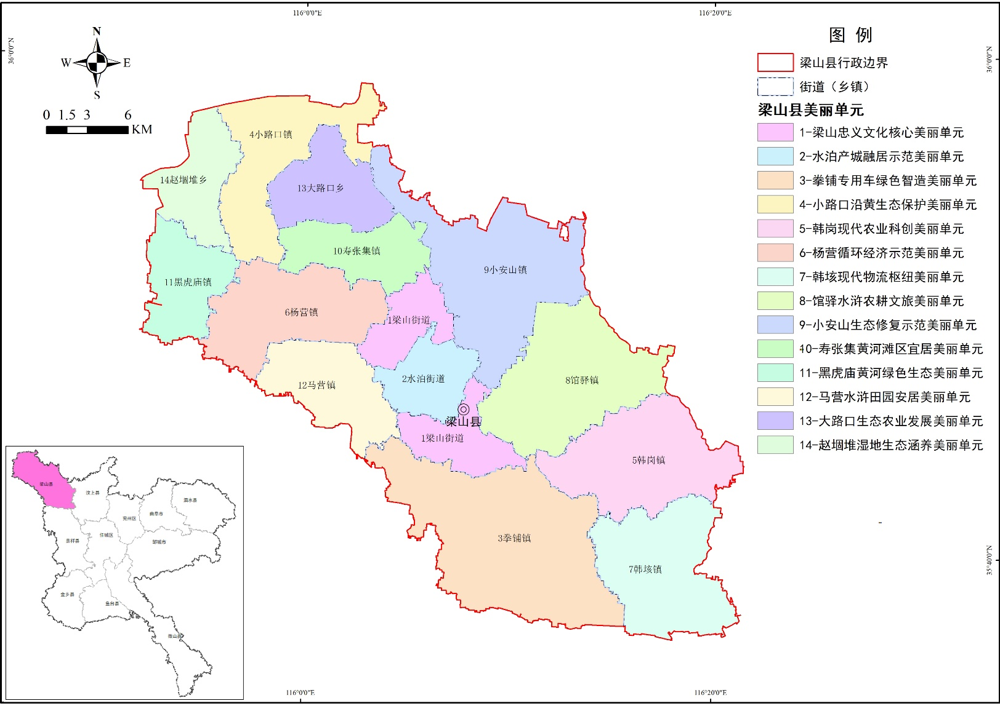 116°0'0"E
116°20'0"E
36°0'0"N
36°0'0"N
N
W
E
S
0 1.5 3 6
KM
图 例
梁山县行政边界
街道（乡镇）
梁山县美丽单元
1-梁山忠义文化核心美丽单元
2-水泊产城融居示范美丽单元
3-拳铺专用车绿色智造美丽单元
4-小路口沿黄生态保护美丽单元
5-韩岗现代农业科创美丽单元
6-杨营循环经济示范美丽单元
7-韩垓现代物流枢纽美丽单元
8-馆驿水浒农耕文旅美丽单元
9-小安山生态修复示范美丽单元
10-寿张集黄河滩区宜居美丽单元
11-黑虎庙黄河绿色生态美丽单元
12-马营水浒田园安居美丽单元
13-大路口生态农业发展美丽单元
14-赵堌堆湿地生态涵养美丽单元
4小路口镇
14赵堌堆乡
13大路口乡
10寿张集镇
9小安山镇
11黑虎庙镇
6杨营镇
1梁山街道
2水泊街道
8馆驿镇
12马营镇
梁山县
1梁山街道
5韩岗镇
3拳铺镇
7韩垓镇
梁山县
汶上县
泗水县
曲阜市
兖州区
任城区
嘉祥县
邹城市
金乡县
鱼台县
微山县
35°40'0"N
116°0'0"E
116°20'0"E